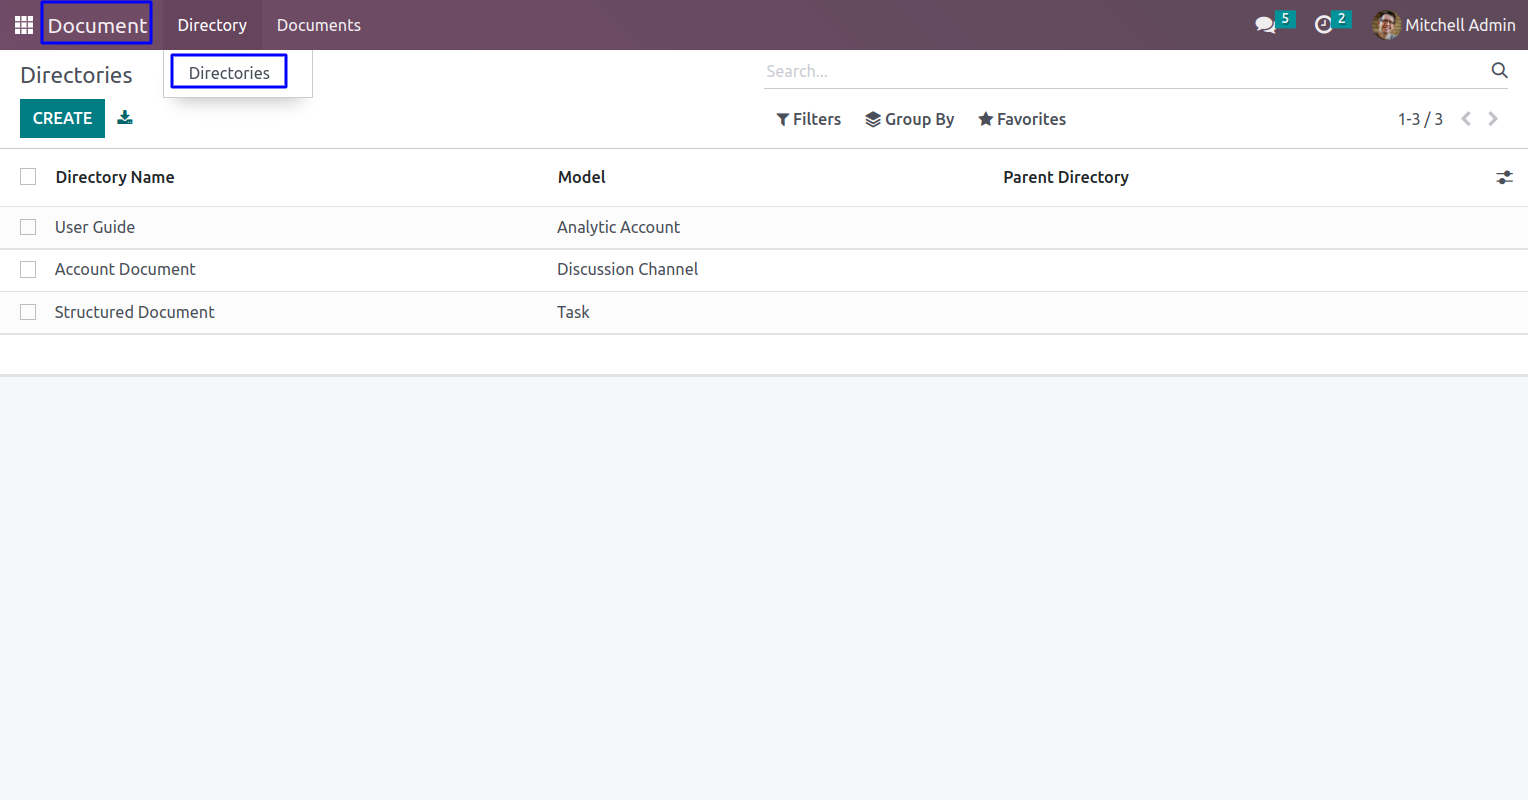 Document Directory Documents 5 2 Mitchell Admin
Directories Directories Search...
CREATE Filters Group By Favorites 1-3 / 3
Directory Name Model Parent Directory
User Guide Analytic Account
Account Document Discussion Channel
Structured Document Task